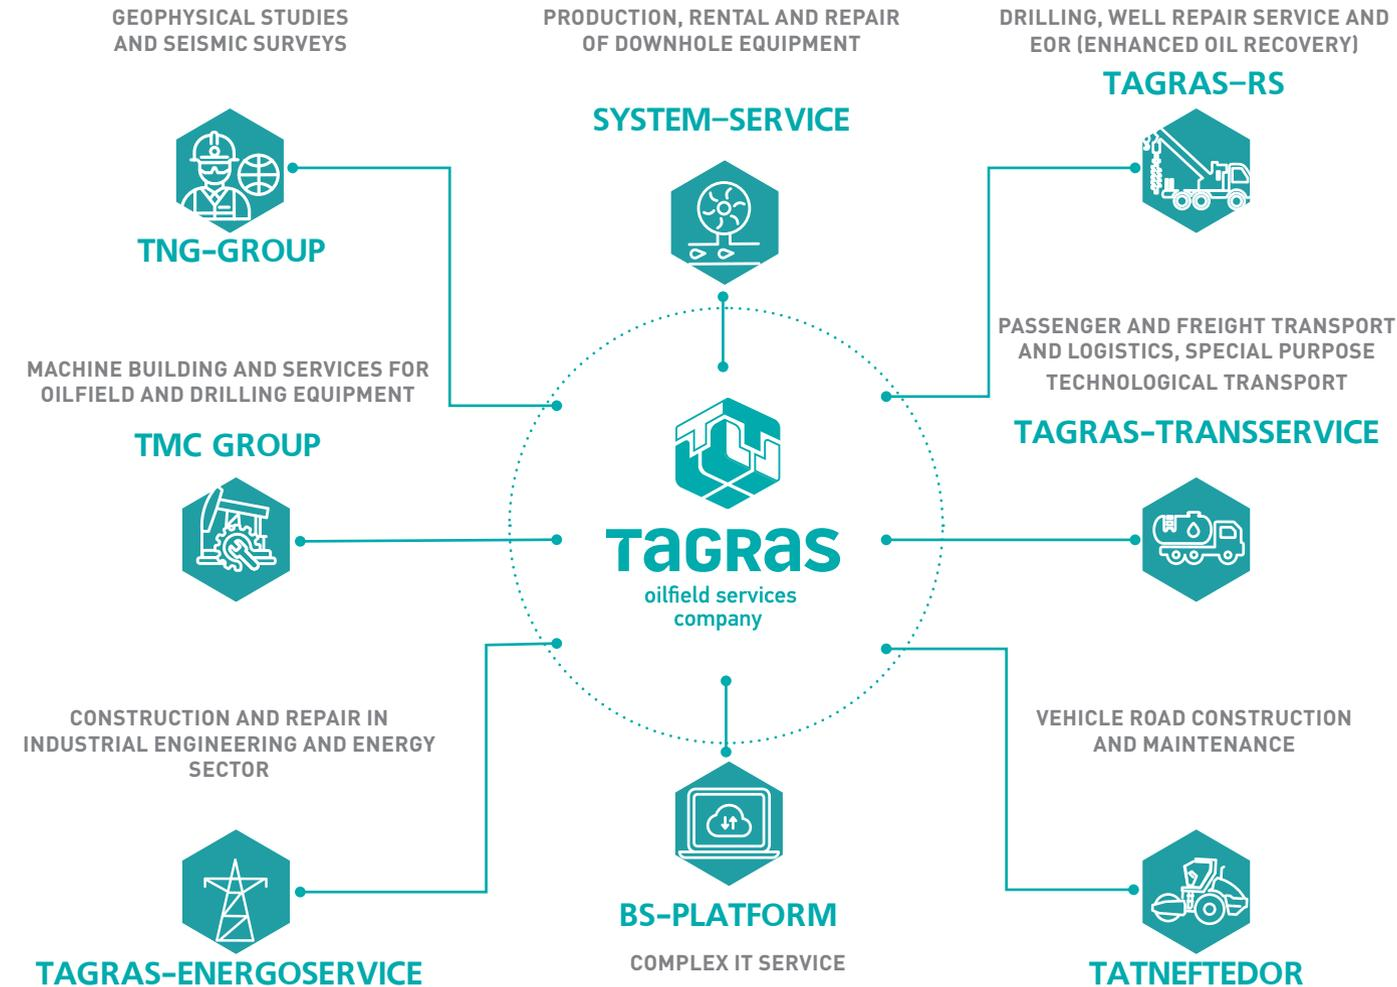 GEOPHYSICAL STUDIES
AND SEISMIC SURVEYS
TNG-GROUP
PRODUCTION, RENTAL AND REPAIR
OF DOWNHOLE EQUIPMENT
SYSTEM-SERVICE
DRILLING, WELL REPAIR SERVICE AND
EOR (ENHANCED OIL RECOVERY)
TAGRAS-RS
MACHINE BUILDING AND SERVICES FOR
OILFIELD AND DRILLING EQUIPMENT
TMC GROUP
TaGRaS
oilfield services
company
PASSENGER AND FREIGHT TRANSPORT
AND LOGISTICS, SPECIAL PURPOSE
TECHNOLOGICAL TRANSPORT
TAGRAS-TRANSSERVICE
CONSTRUCTION AND REPAIR IN
INDUSTRIAL ENGINEERING AND ENERGY
SECTOR
TAGRAS-ENERGOSERVICE
BS-PLATFORM
COMPLEX IT SERVICE
VEHICLE ROAD CONSTRUCTION
AND MAINTENANCE
TATNEFTEDOR